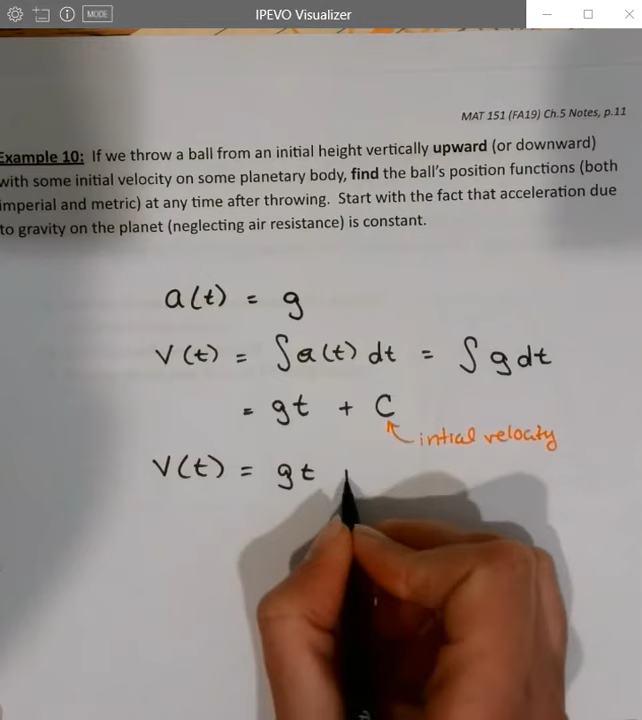 MODE
IPEVO Visualizer
MAT 151 (FA19) Ch.5 Notes, p.11
Example 10: If we throw a ball from an initial height vertically upward (or downward)
with some initial velocity on some planetary body, find the ball's position functions (both
imperial and metric) at any time after throwing. Start with the fact that acceleration due
to gravity on the planet (neglecting air resistance) is constant.
a(t) = g
v(t) = ∫a(t) dt = ∫ g dt
= gt + C
intial velocity
v(t) = gt